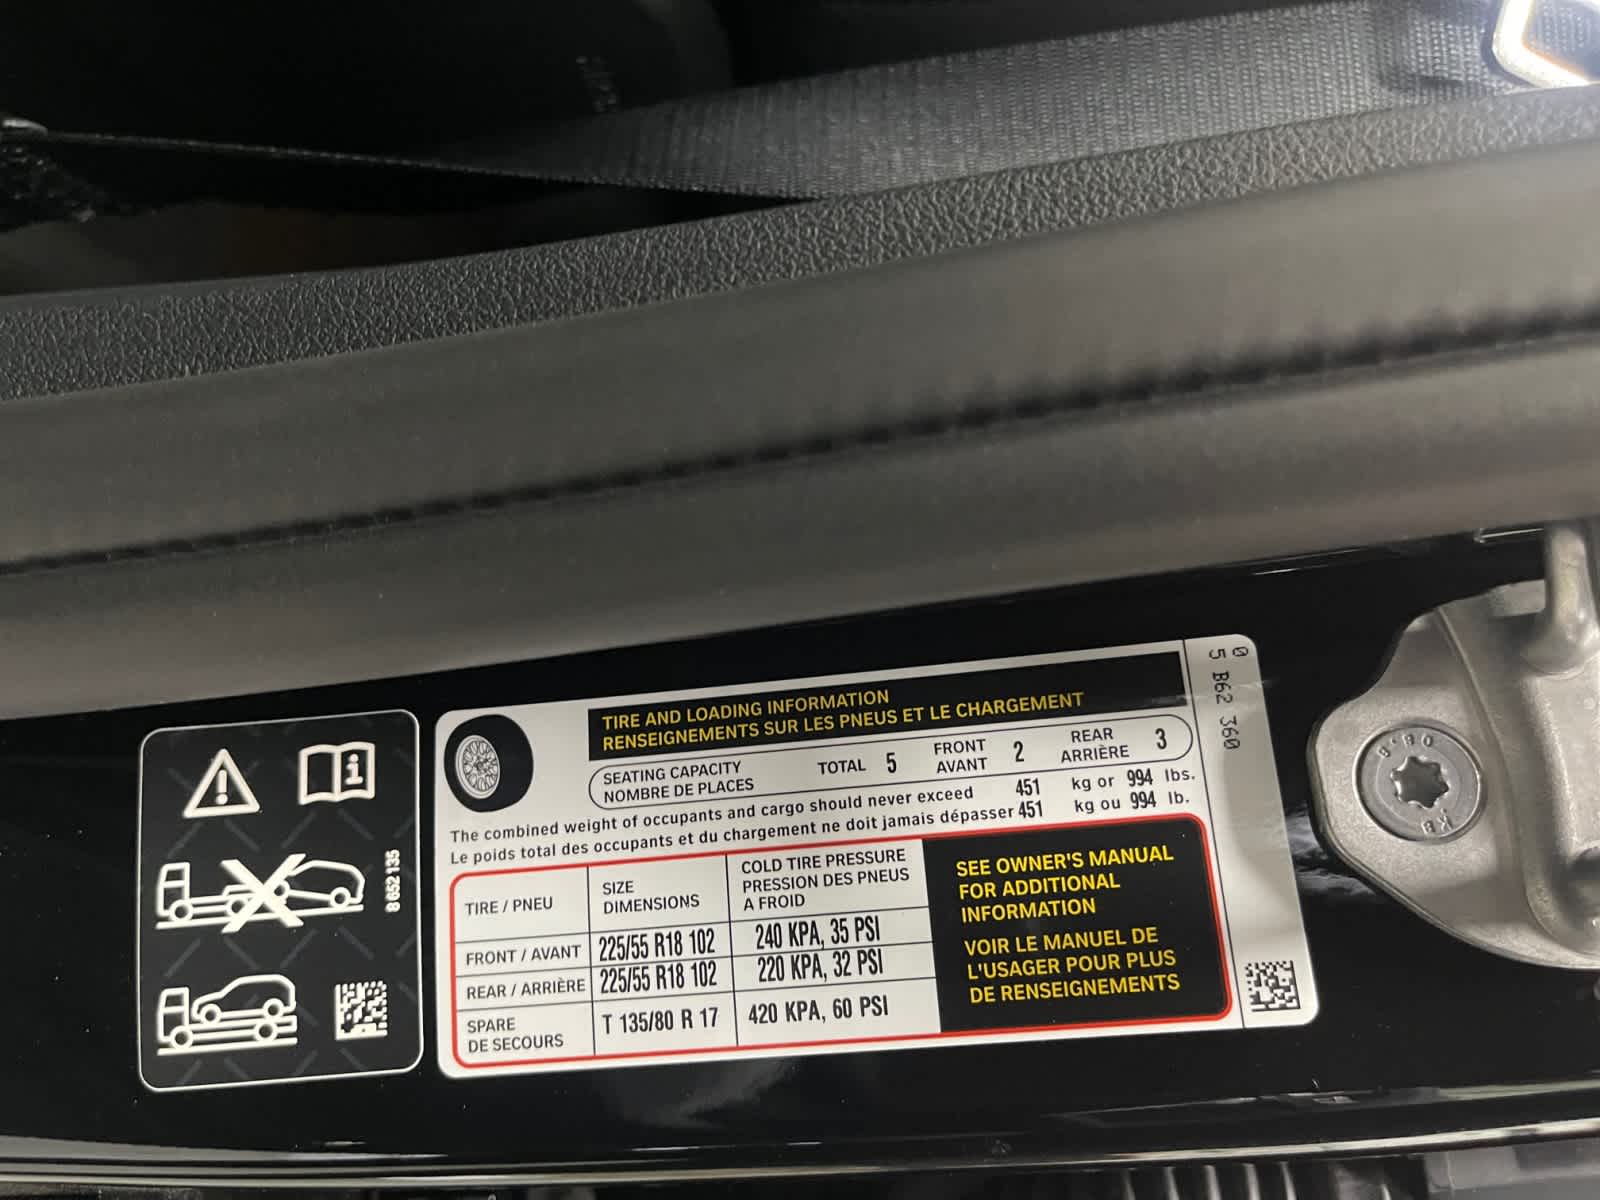 8 652 135
TIRE AND LOADING INFORMATION
RENSEIGNEMENTS SUR LES PNEUS ET LE CHARGEMENT
SEATING CAPACITY
NOMBRE DE PLACES
TOTAL 5
FRONT
AVANT
2
REAR
ARRIÈRE
3
The combined weight of occupants and cargo should never exceed 451 kg or 994 lbs.
Le poids total des occupants et du chargement ne doit jamais dépasser 451 kg ou 994 lb.
TIRE / PNEU
SIZE
DIMENSIONS
COLD TIRE PRESSURE
PRESSION DES PNEUS
A FROID
FRONT / AVANT 225/55 R18 102 240 KPA, 35 PSI
REAR / ARRIÈRE 225/55 R18 102 220 KPA, 32 PSI
SPARE
DE SECOURS
T 135/80 R 17 420 KPA, 60 PSI
SEE OWNER'S MANUAL
FOR ADDITIONAL
INFORMATION
VOIR LE MANUEL DE
L'USAGER POUR PLUS
DE RENSEIGNEMENTS
0
5 B62 360
08.8
KB